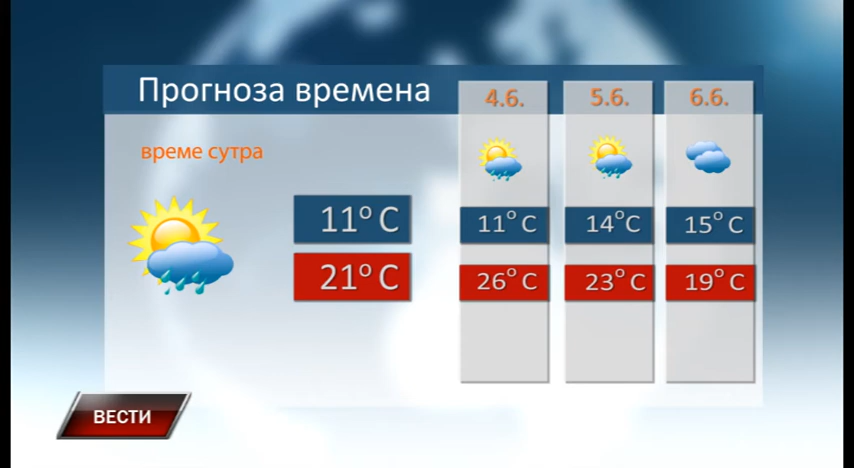 Прогноза времена
време сутра
11° C
21° C
4.6. 5.6. 6.6.
11° C 14°C 15° C
26° C 23° C 19° C
ВЕСТИ